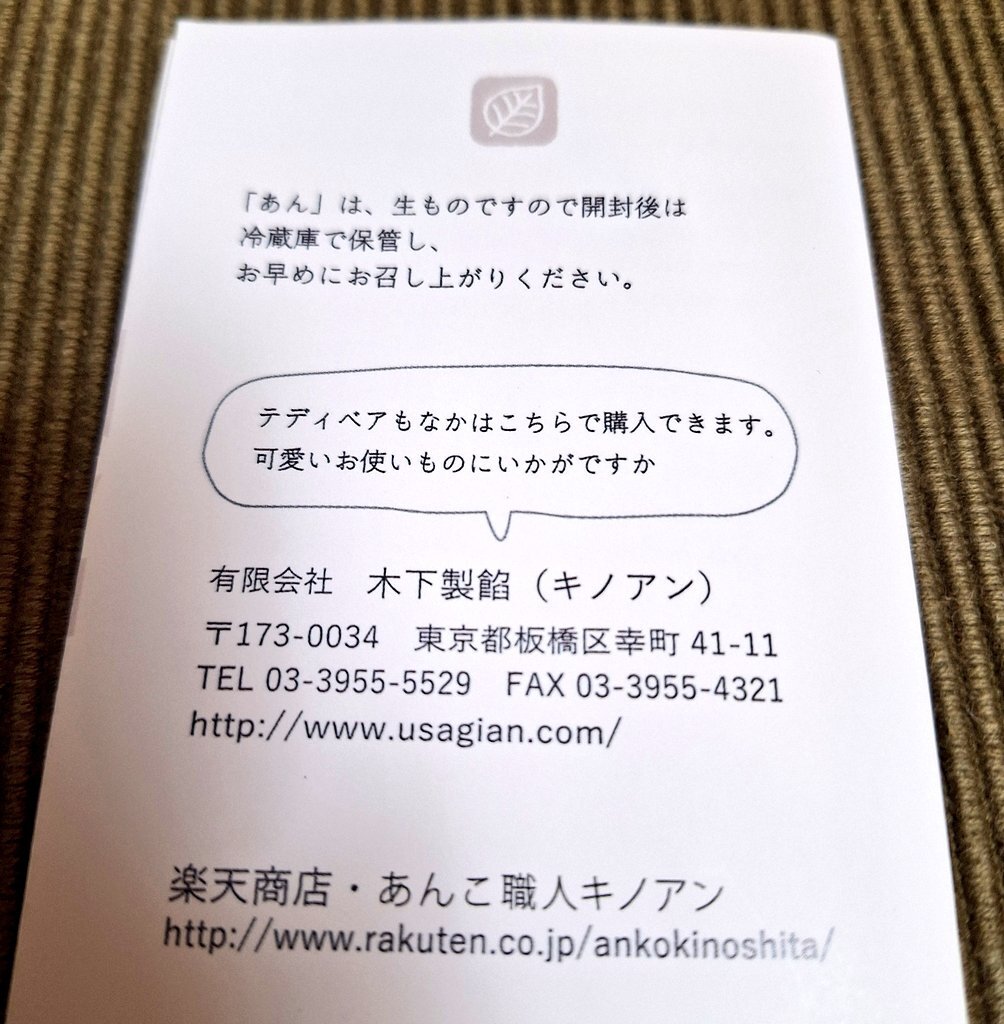 「あん」は、生ものですので開封後は
冷蔵庫で保管し、
お早めにお召し上がりください。
テディベアもなかはこちらで購入できます。
可愛いお使いものにいかがですか
有限会社　木下製餡（キノアン）
〒173-0034　東京都板橋区幸町 41-11
TEL 03-3955-5529　FAX 03-3955-4321
http://www.usagian.com/
楽天商店・あんこ職人キノアン
http://www.rakuten.co.jp/ankokinoshita/